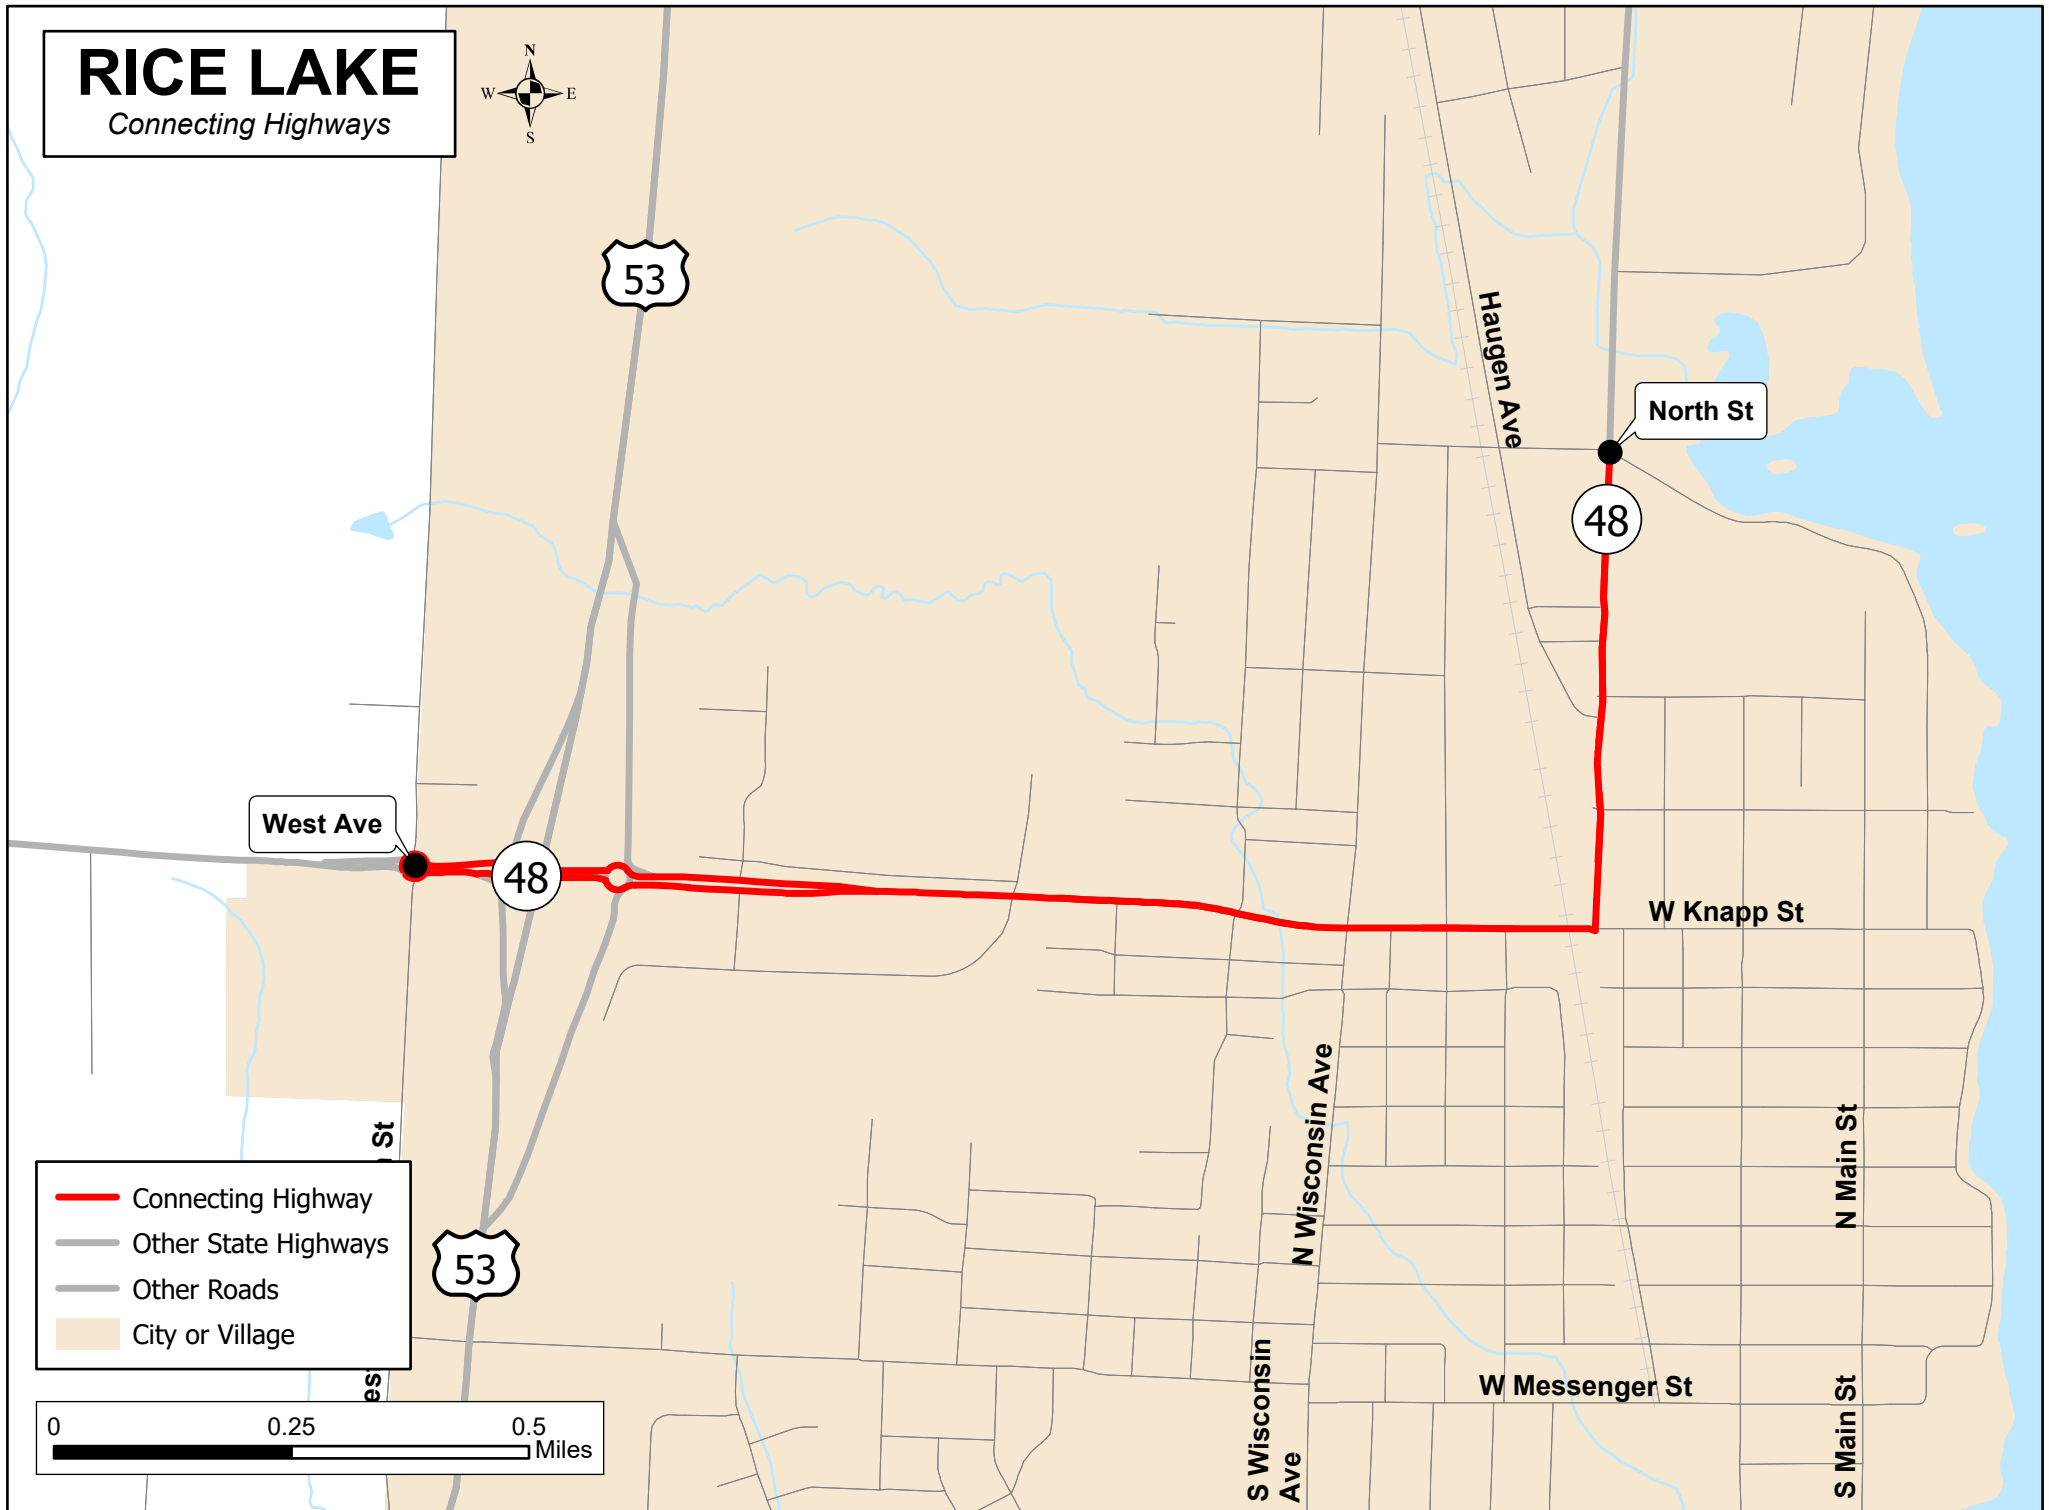 RICE LAKE
Connecting Highways
N
W
E
S
53
Haugen Ave
North St
48
West Ave
48
W Knapp St
N Wisconsin Ave
N Main St
St
Connecting Highway
Other State Highways
Other Roads
City or Village
53
W Messenger St
S Wisconsin
Ave
S Main St
0
0.25
0.5
Miles